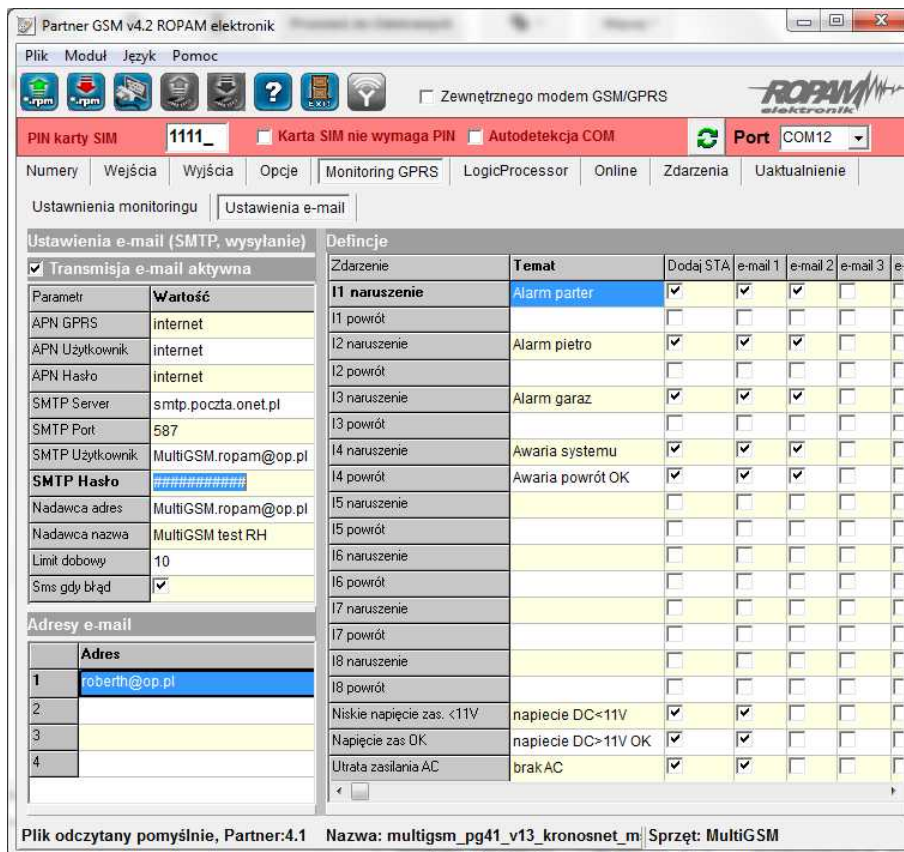 Partner GSM v4.2 ROPAM elektronik
Plik Moduł Język Pomoc
.rpm .rpm ? EXIT Zewnętrznego modem GSM/GPRS ROPAM elektronik
PIN karty SIM 1111_ Karta SIM nie wymaga PIN Autodetekcja COM Port COM12
Numery Wejścia Wyjścia Opcje Monitoring GPRS LogicProcessor Online Zdarzenia Uaktualnienie
Ustawnienia monitoringu Ustawienia e-mail
Ustawienia e-mail (SMTP, wysyłanie)
Transmisja e-mail aktywna
Parametr Wartość
APN GPRS internet
APN Użytkownik internet
APN Hasło internet
SMTP Server smtp.poczta.onet.pl
SMTP Port 587
SMTP Użytkownik MultiGSM.ropam@op.pl
SMTP Hasło ###########
Nadawca adres MultiGSM.ropam@op.pl
Nadawca nazwa MultiGSM test RH
Limit dobowy 10
Sms gdy błąd
Adresy e-mail
Adres
1 roberth@op.pl
2
3
4
Defincje
Zdarzenie Temat Dodaj STA e-mail 1 e-mail 2 e-mail 3 e-
I1 naruszenie Alarm parter
I1 powrót
I2 naruszenie Alarm pietro
I2 powrót
I3 naruszenie Alarm garaz
I3 powrót
I4 naruszenie Awaria systemu
I4 powrót Awaria powrót OK
I5 naruszenie
I5 powrót
I6 naruszenie
I6 powrót
I7 naruszenie
I7 powrót
I8 naruszenie
I8 powrót
Niskie napięcie zas. <11V napiecie DC<11V
Napięcie zas OK napiecie DC>11V OK
Utrata zasilania AC brak AC
Plik odczytany pomyślnie, Partner:4.1 Nazwa: multigsm_pg41_v13_kronosnet_m Sprzęt: MultiGSM